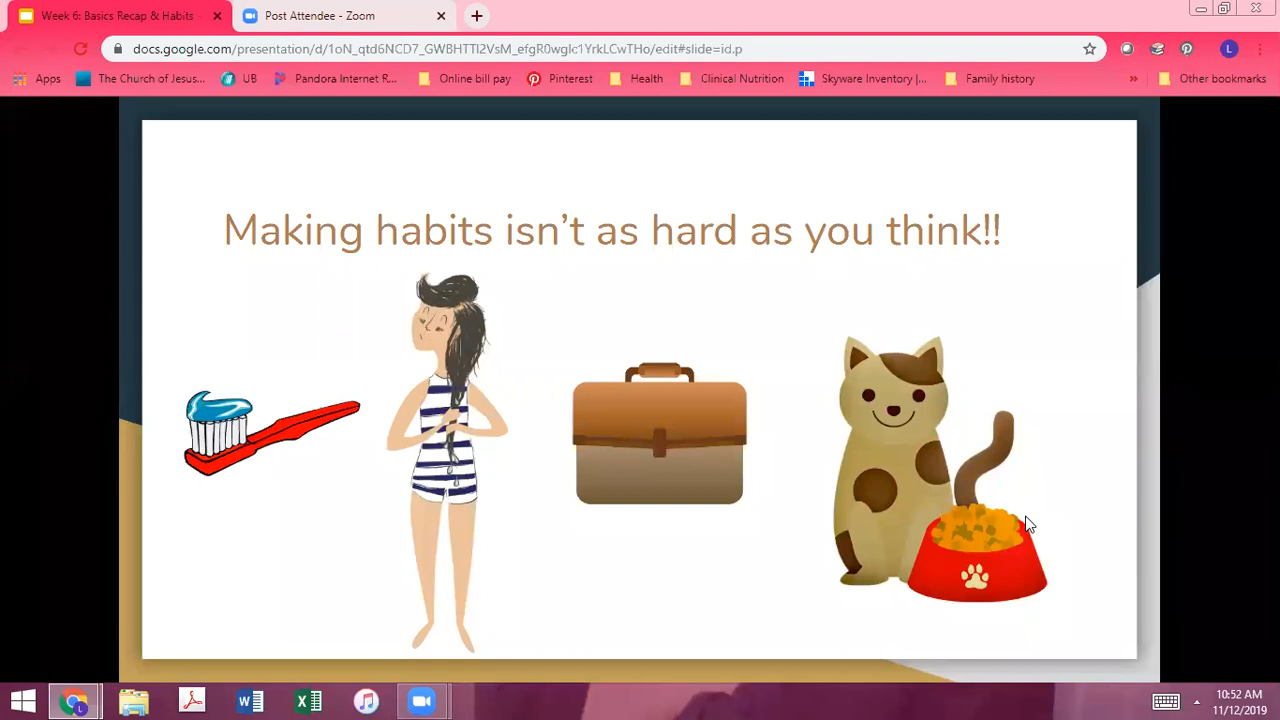 Week 6: Basics Recap & Habits
Post Attendee - Zoom
docs.google.com/presentation/d/1oN_qtd6NCD7_GWBHTTl2VsM_efgR0wglc1YrkLCwTHo/edit#slide=id.p
L
Apps
The Church of Jesus...
UB
Pandora Internet R...
Online bill pay
Pinterest
Health
Clinical Nutrition
Skyware Inventory |...
Family history
»
Other bookmarks
Making habits isn't as hard as you think!!
10:52 AM
11/12/2019